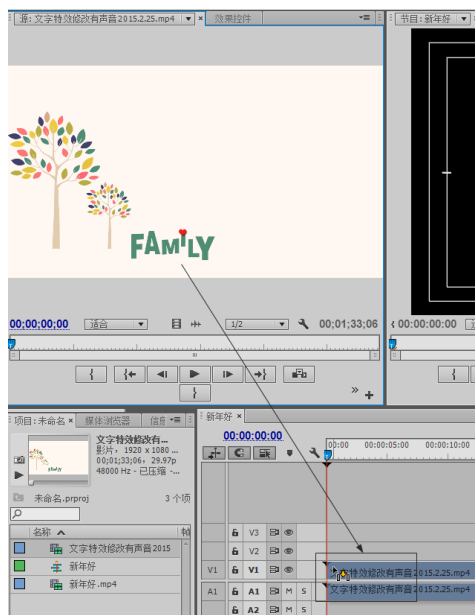 源: 文字特效修改有声音2015.2.25.mp4
效果控件
节目: 新年好
FAMiLY
00;00;00;00
适合
1/2
00;01;33;06
00:00:00:00
项目: 未命名
媒体浏览器
信息
文字特效修改有...
影片, 1920 x 1080 ...
00;01;33;06, 29.97p
48000 Hz - 已压缩 -...
未命名.prproj
3 个项
名称
文字特效修改有声音2015
新年好
新年好.mp4
新年好
00:00:00:00
00:00
00:00:05:00
00:00:10:00
V3
V2
V1 V1
文字特效修改有声音2015.2.25.mp4
A1 A1 M S
文字特效修改有声音2015.2.25.mp4
A2 M S